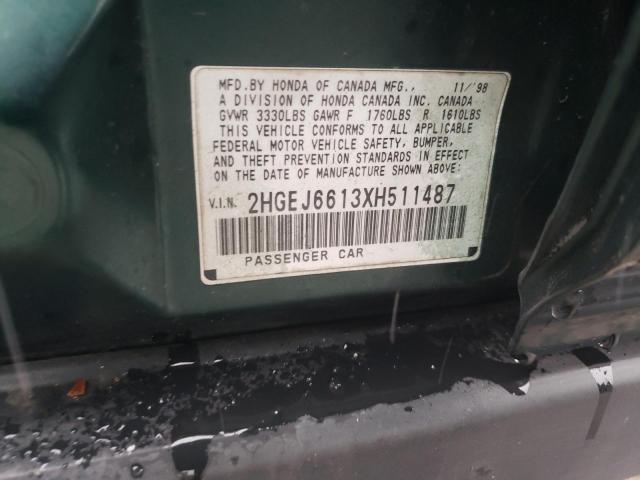 MFD.BY HONDA OF CANADA MFG., 11/'98
A DIVISION OF HONDA CANADA INC. CANADA
GVWR 3330LBS GAWR F 1760LBS R 1610LBS
THIS VEHICLE CONFORMS TO ALL APPLICABLE
FEDERAL MOTOR VEHICLE SAFETY, BUMPER,
AND THEFT PREVENTION STANDARDS IN EFFECT
ON THE DATE OF MANUFACTURE SHOWN ABOVE:
V.I.N. 2HGEJ6613XH511487
PASSENGER CAR